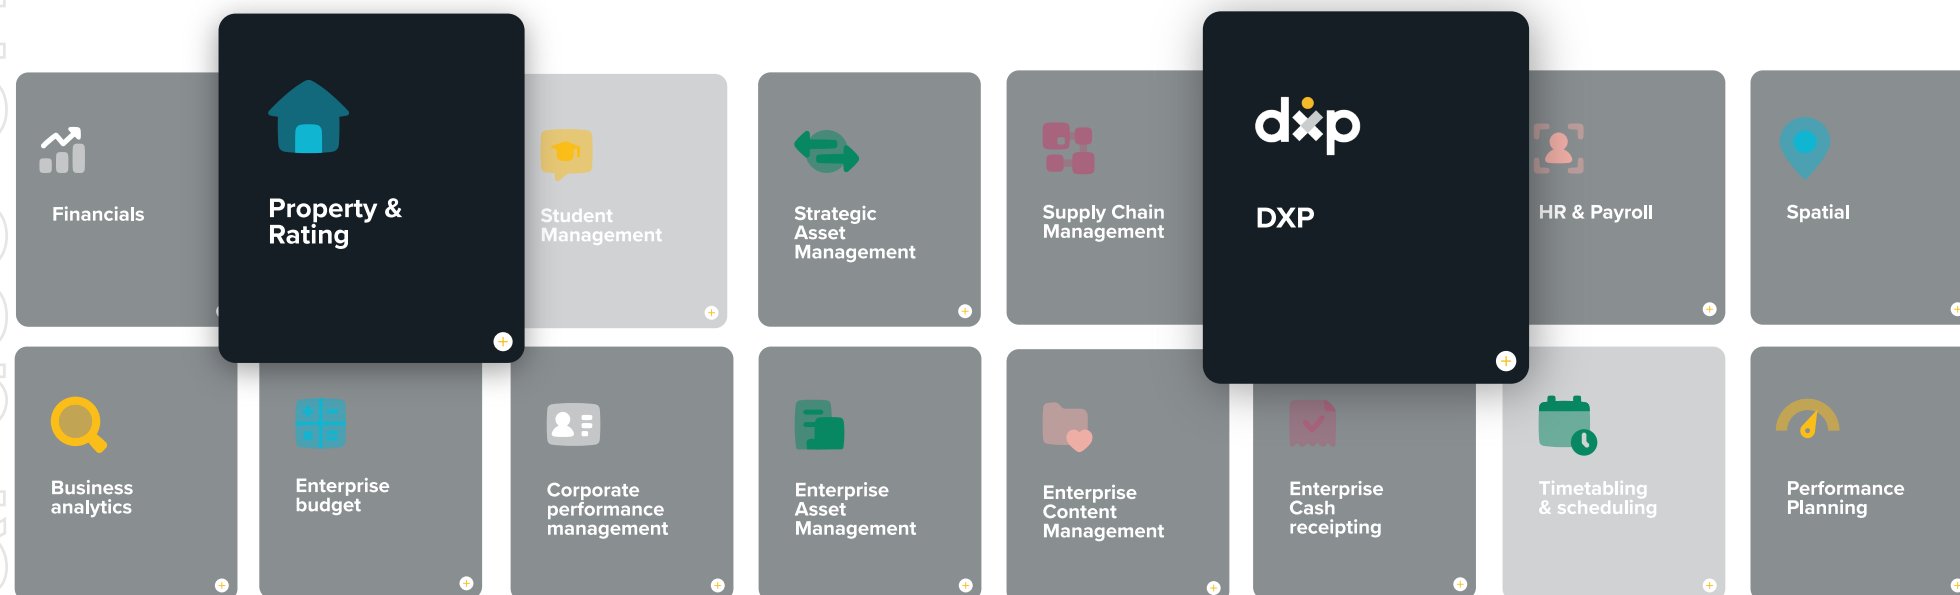 Financials
Property &
Rating
Student
Management
Strategic
Asset
Management
Supply Chain
Management
dxp
DXP
HR & Payroll
Spatial
Business
analytics
Enterprise
budget
Corporate
performance
management
Enterprise
Asset
Management
Enterprise
Content
Management
Enterprise
Cash
receipting
Timetabling
& scheduling
Performance
Planning